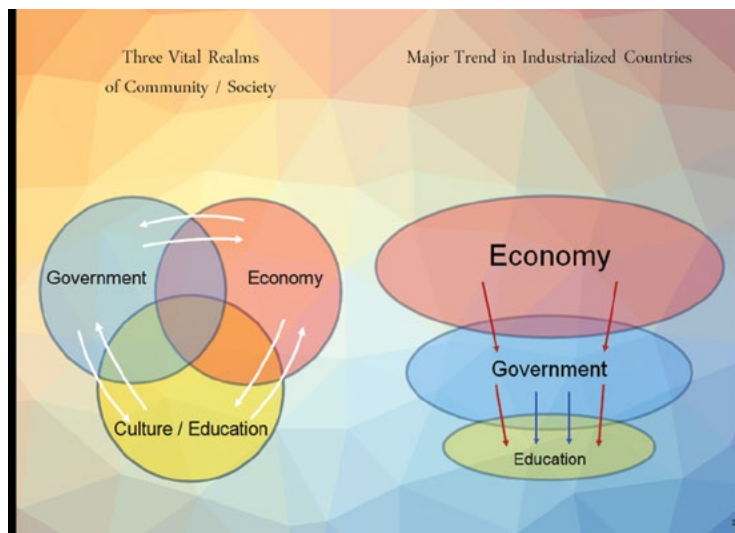 Three Vital Realms
of Community / Society
Major Trend in Industrialized Countries
Government
Economy
Culture / Education
Economy
Government
Education